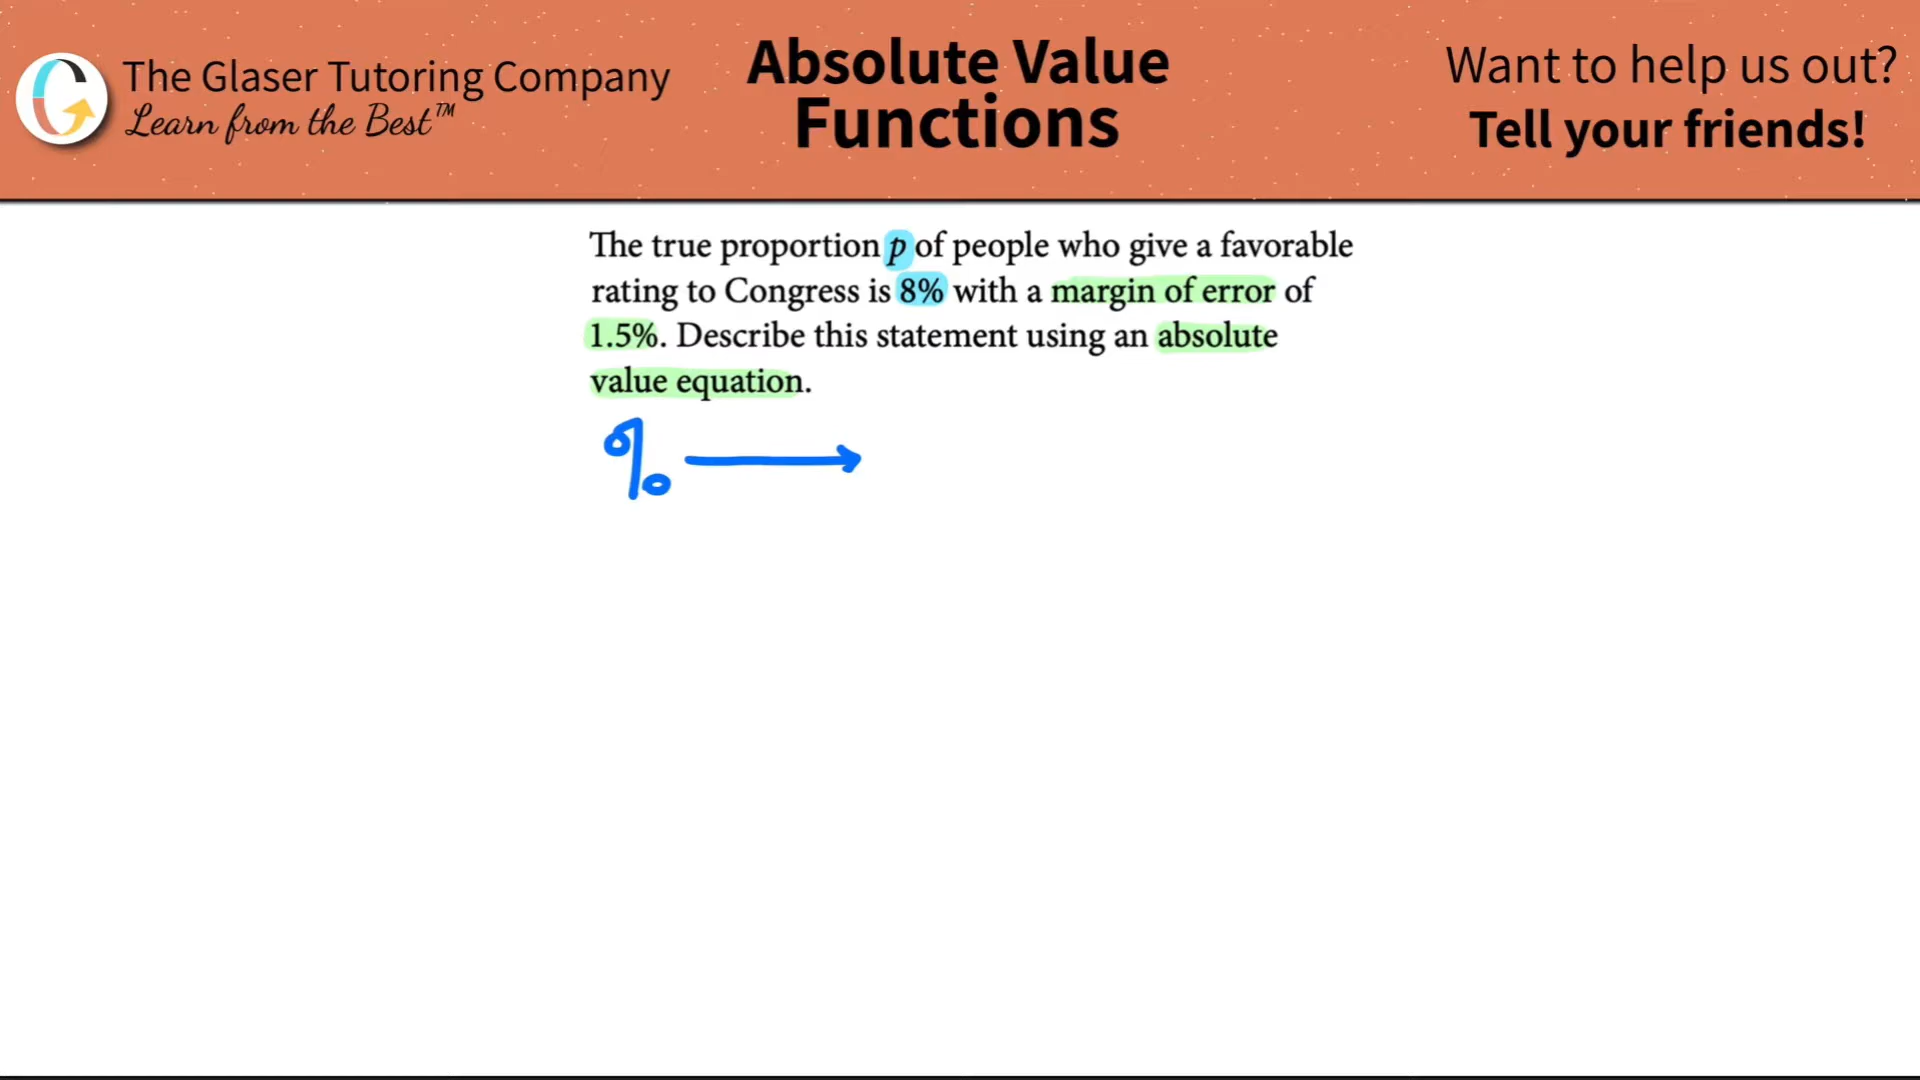 The Glaser Tutoring Company
Learn from the Best™
Absolute Value
Functions
Want to help us out?
Tell your friends!
The true proportion p of people who give a favorable
rating to Congress is 8% with a margin of error of
1.5%. Describe this statement using an absolute
value equation.
% →